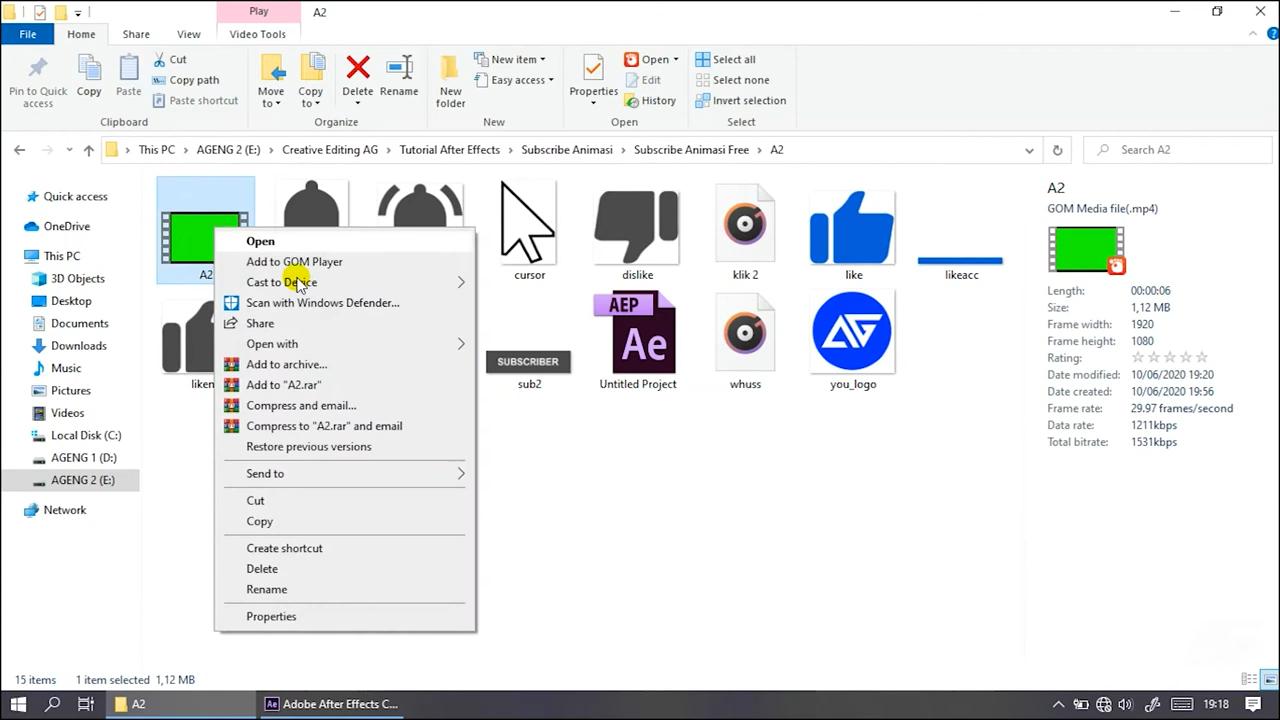 Play
A2
File
Home
Share
View
Video Tools
Pin to Quick
access
Copy
Paste
Cut
Copy path
Paste shortcut
Clipboard
Move
to
Copy
to
Delete
Rename
Organize
New
folder
New item
Easy access
New
Properties
Open
Edit
History
Open
Select all
Select none
Invert selection
Select
This PC
AGENG 2 (E:)
Creative Editing AG
Tutorial After Effects
Subscribe Animasi
Subscribe Animasi Free
A2
Search A2
Quick access
OneDrive
This PC
3D Objects
Desktop
Documents
Downloads
Music
Pictures
Videos
Local Disk (C:)
AGENG 1 (D:)
AGENG 2 (E:)
Network
A2
cursor
dislike
klik 2
like
likeacc
AEP
Ae
SUBSCRIBER
AG
sub2
Untitled Project
whuss
you_logo
Open
Add to GOM Player
Cast to Device
Scan with Windows Defender...
Share
Open with
Add to archive...
Add to "A2.rar"
Compress and email...
Compress to "A2.rar" and email
Restore previous versions
Send to
Cut
Copy
Create shortcut
Delete
Rename
Properties
A2
GOM Media file(.mp4)
Length: 00:00:06
Size: 1,12 MB
Frame width: 1920
Frame height: 1080
Rating:
Date modified: 10/06/2020 19:20
Date created: 10/06/2020 19:56
Frame rate: 29.97 frames/second
Data rate: 1211kbps
Total bitrate: 1531kbps
15 items
1 item selected 1,12 MB
A2
Ae Adobe After Effects C...
19:18